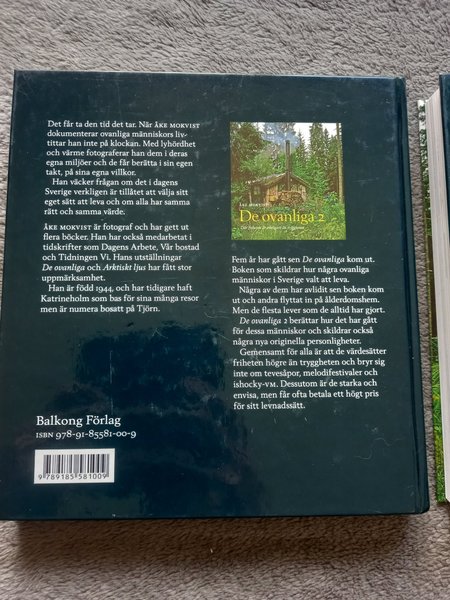 Det får ta den tid det tar. När ÅKE MOKVIST
dokumenterar ovanliga människors liv-
tittar han inte på klockan. Med lyhördhet
och värme fotograferar han dem i deras
egna miljöer och de får berätta i sin egen
takt, på sina egna villkor.
Han väcker frågan om det i dagens
Sverige verkligen är tillåtet att välja sitt
eget sätt att leva och om alla har samma
rätt och samma värde.
ÅKE MOKVIST är fotograf och har gett ut
flera böcker. Han har också medarbetat i
tidskrifter som Dagens Arbete, Vår bostad
och Tidningen Vi. Hans utställningar
De ovanliga och Arktiskt ljus har fått stor
uppmärksamhet.
Han är född 1944, och har tidigare haft
Katrineholm som bas för sina många resor
men är numera bosatt på Tjörn.
Balkong Förlag
ISBN 978-91-85581-00-9
9 789185 581009
ÅKE MOKVIST
De ovanliga 2
Där friheten är viktigare än tryggheten
Fem år har gått sen De ovanliga kom ut.
Boken som skildrar hur några ovanliga
människor i Sverige valt att leva.
Några av dem har avlidit sen boken kom
ut och andra flyttat in på ålderdomshem.
Men de flesta lever som de alltid har gjort.
De ovanliga 2 berättar hur det har gått
för dessa människor och skildrar också
några nya originella personligheter.
Gemensamt för alla är att de värdesätter
friheten högre än tryggheten och bryr sig
inte om tevesåpor, melodifestivaler och
ishocky-VM. Dessutom är de starka och
envisa, men får ofta betala ett högt pris
för sitt levnadssätt.